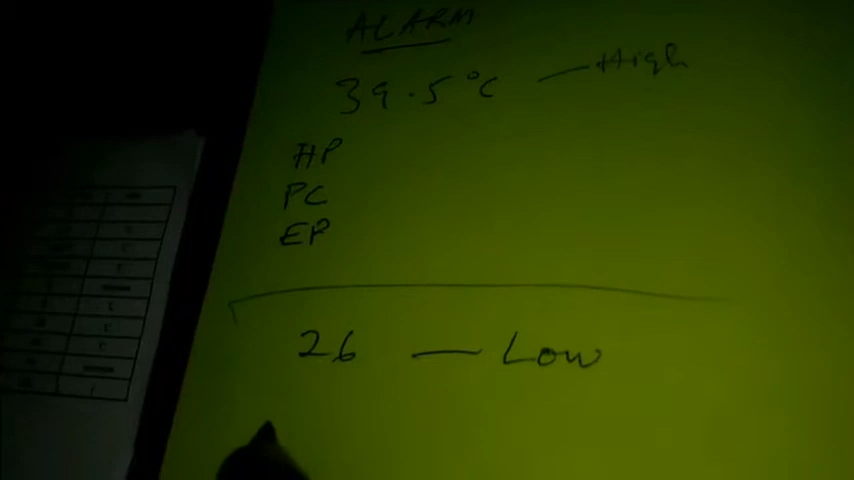 ALARM
39.5°C — High
HP
PC
EP
26 — Low